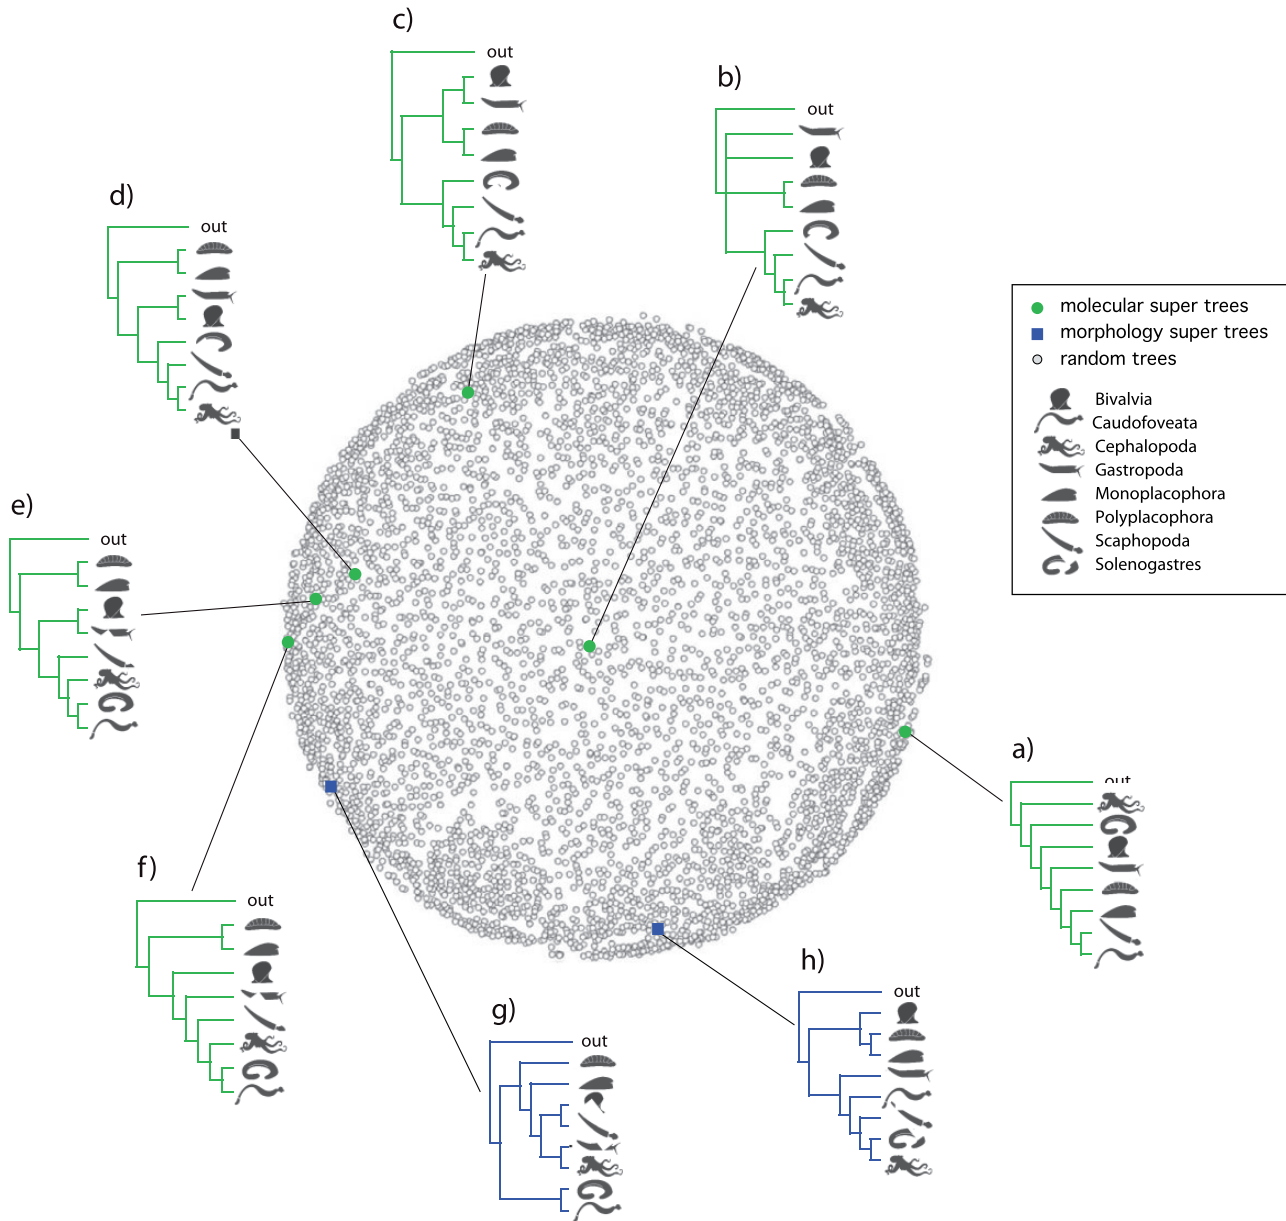 c)
out
b)
out
d)
out
molecular super trees
morphology super trees
random trees
Bivalvia
Caudofoveata
Cephalopoda
Gastropoda
Monoplacophora
Polyplacophora
Scaphopoda
Solenogastres
e)
out
a)
out
f)
out
h)
out
g)
out